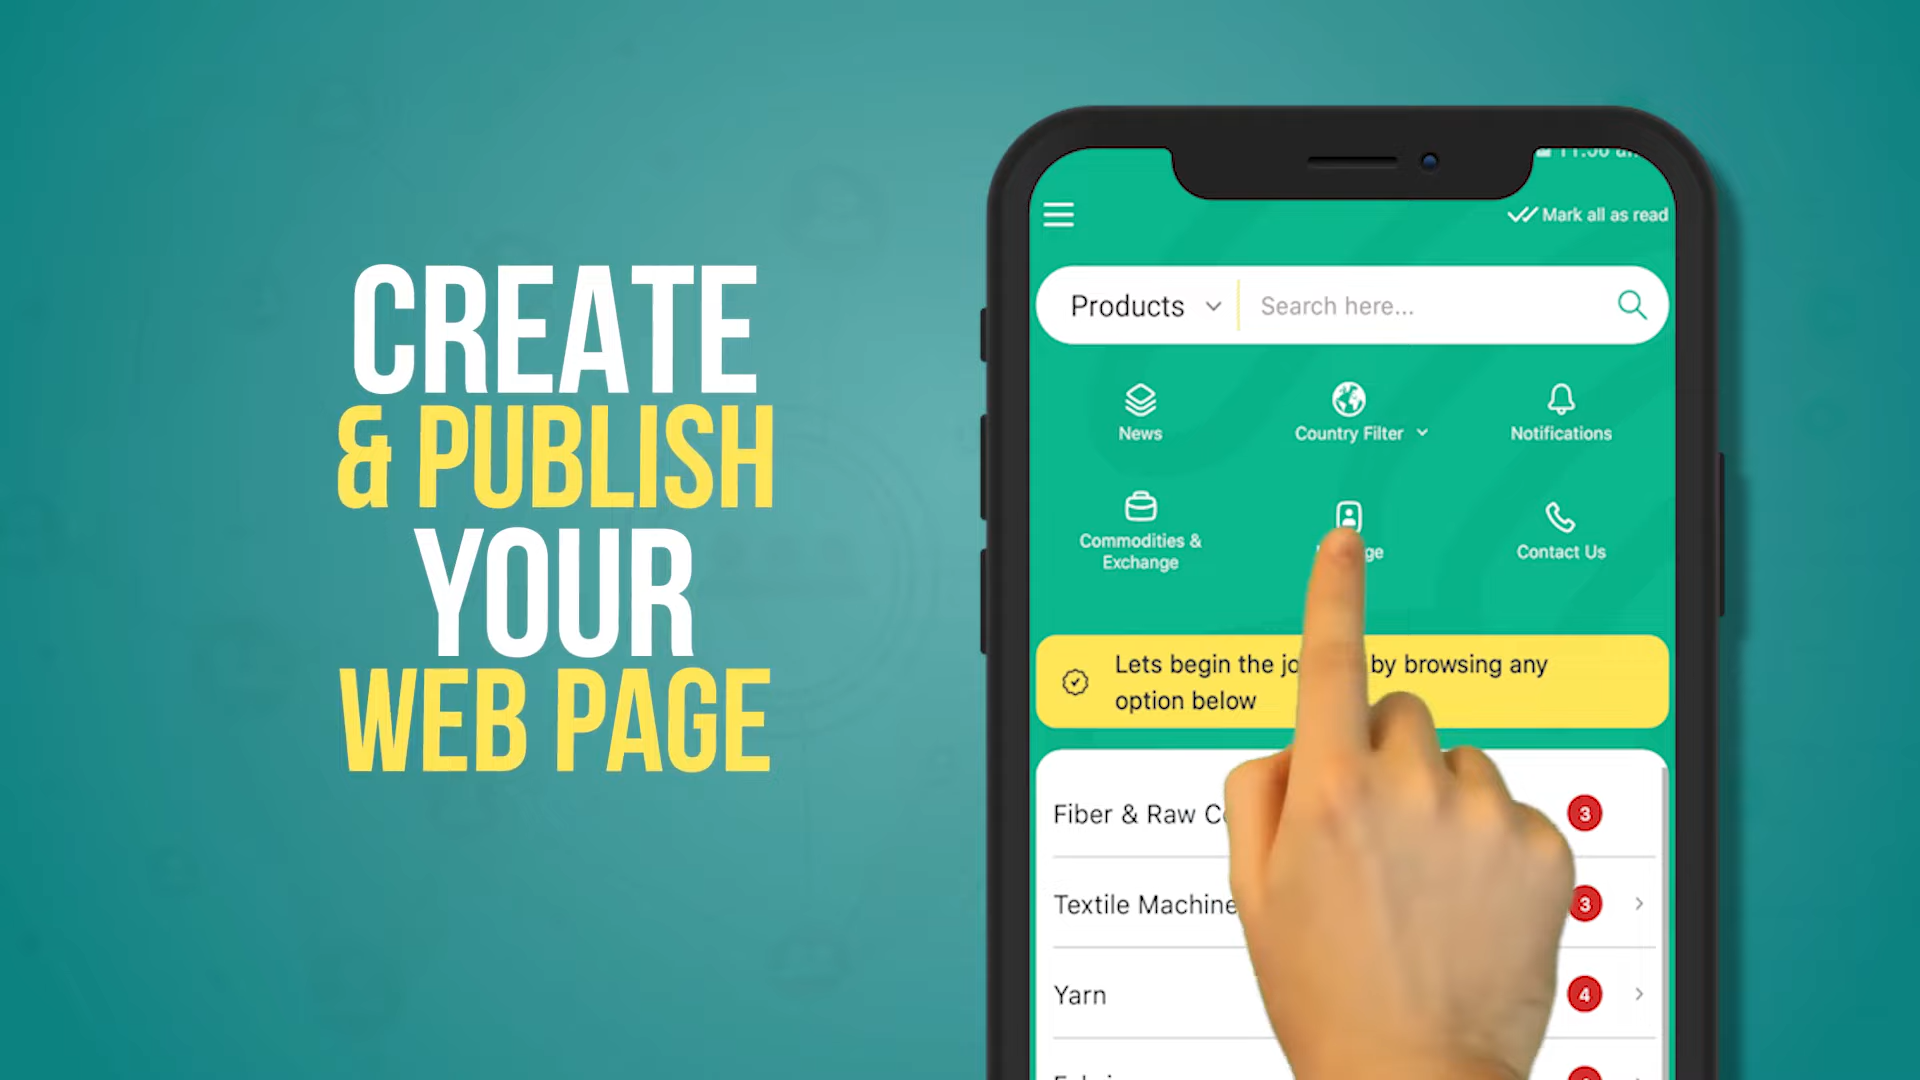 CREATE
& PUBLISH
YOUR
WEB PAGE
Mark all as read
Products
Search here...
News
Country Filter
Notifications
Commodities &
Exchange
Contact Us
Lets begin the by browsing any
option below
Fiber & Raw
3
Textile
3
Yarn
4